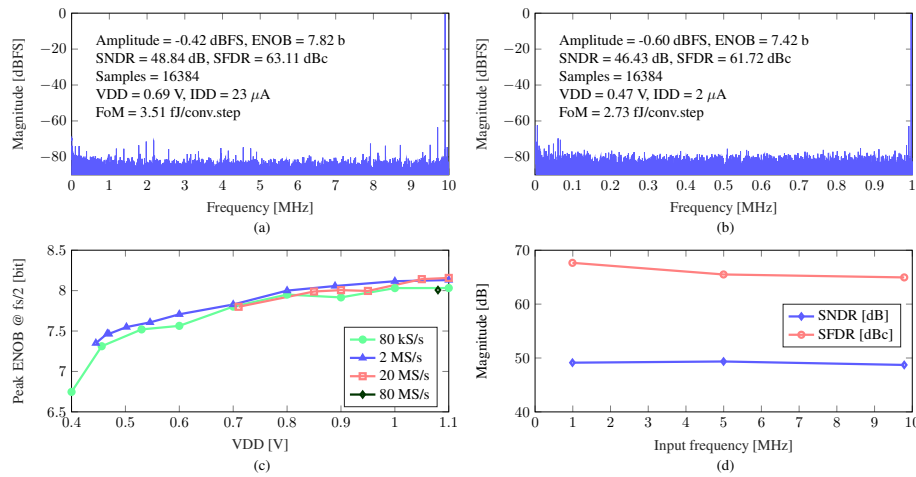 0
−20
−40
−60
−80
Magnitude [dBFS]
Amplitude = -0.42 dBFS, ENOB = 7.82 b
SNDR = 48.84 dB, SFDR = 63.11 dBc
Samples = 16384
VDD = 0.69 V, IDD = 23 μA
FoM = 3.51 fJ/conv.step
0 1 2 3 4 5 6 7 8 9 10
Frequency [MHz]
(a)
0
−20
−40
−60
−80
Magnitude [dBFS]
Amplitude = -0.60 dBFS, ENOB = 7.42 b
SNDR = 46.43 dB, SFDR = 61.72 dBc
Samples = 16384
VDD = 0.47 V, IDD = 2 μA
FoM = 2.73 fJ/conv.step
0 0.1 0.2 0.3 0.4 0.5 0.6 0.7 0.8 0.9 1
Frequency [MHz]
(b)
8.5
8
7.5
7
6.5
Peak ENOB @ fs/2 [bit]
80 kS/s
2 MS/s
20 MS/s
80 MS/s
0.4 0.5 0.6 0.7 0.8 0.9 1 1.1
VDD [V]
(c)
70
60
50
40
Magnitude [dB]
SNDR [dB]
SFDR [dBc]
0 1 2 3 4 5 6 7 8 9 10
Input frequency [MHz]
(d)